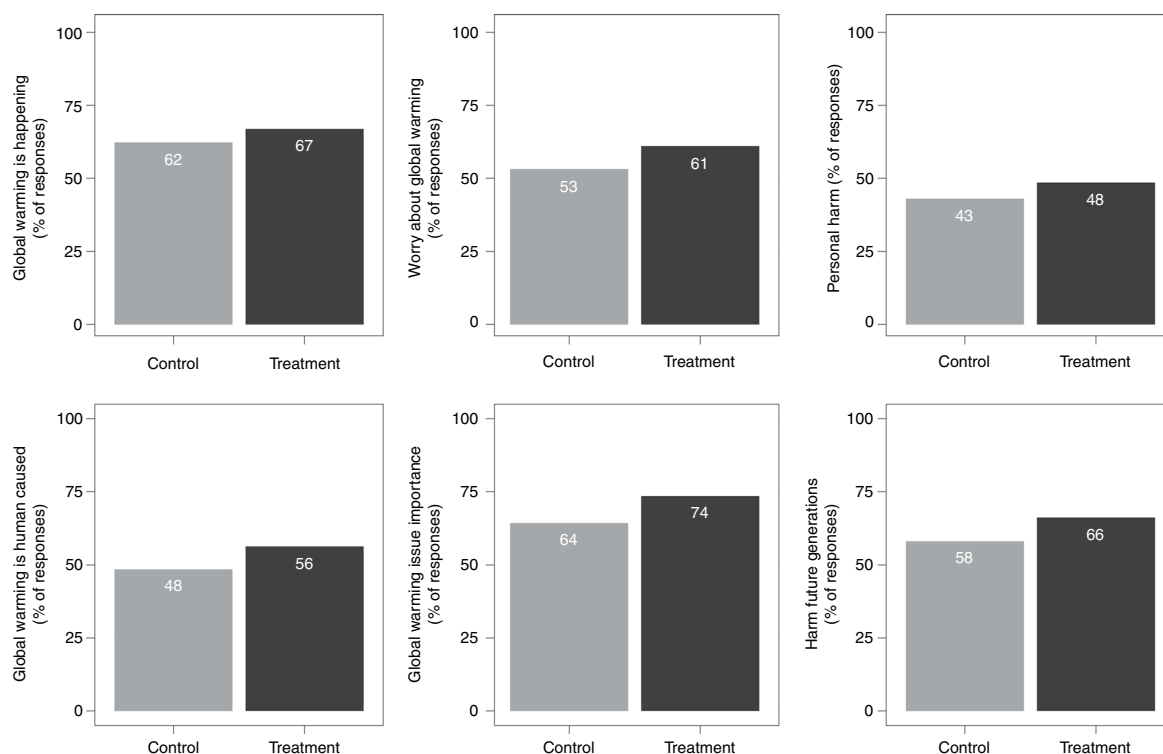 Global warming is happening
(% of responses)
100
75
50
25
0
62
67
Control
Treatment
Worry about global warming
(% of responses)
100
75
50
25
0
53
61
Control
Treatment
Personal harm (% of responses)
100
75
50
25
0
43
48
Control
Treatment
Global warming is human caused
(% of responses)
100
75
50
25
0
48
56
Control
Treatment
Global warming issue importance
(% of responses)
100
75
50
25
0
64
74
Control
Treatment
Harm future generations
(% of responses)
100
75
50
25
0
58
66
Control
Treatment